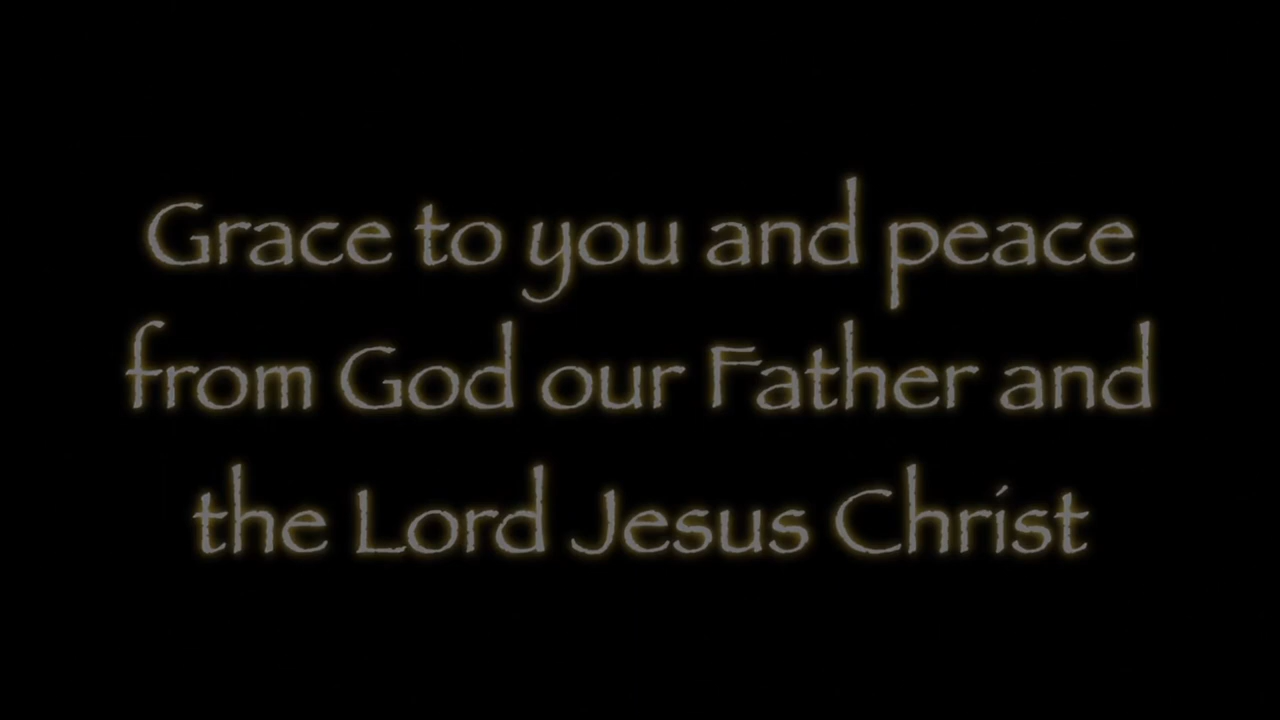 Grace to you and peace
from God our Father and
the Lord Jesus Christ